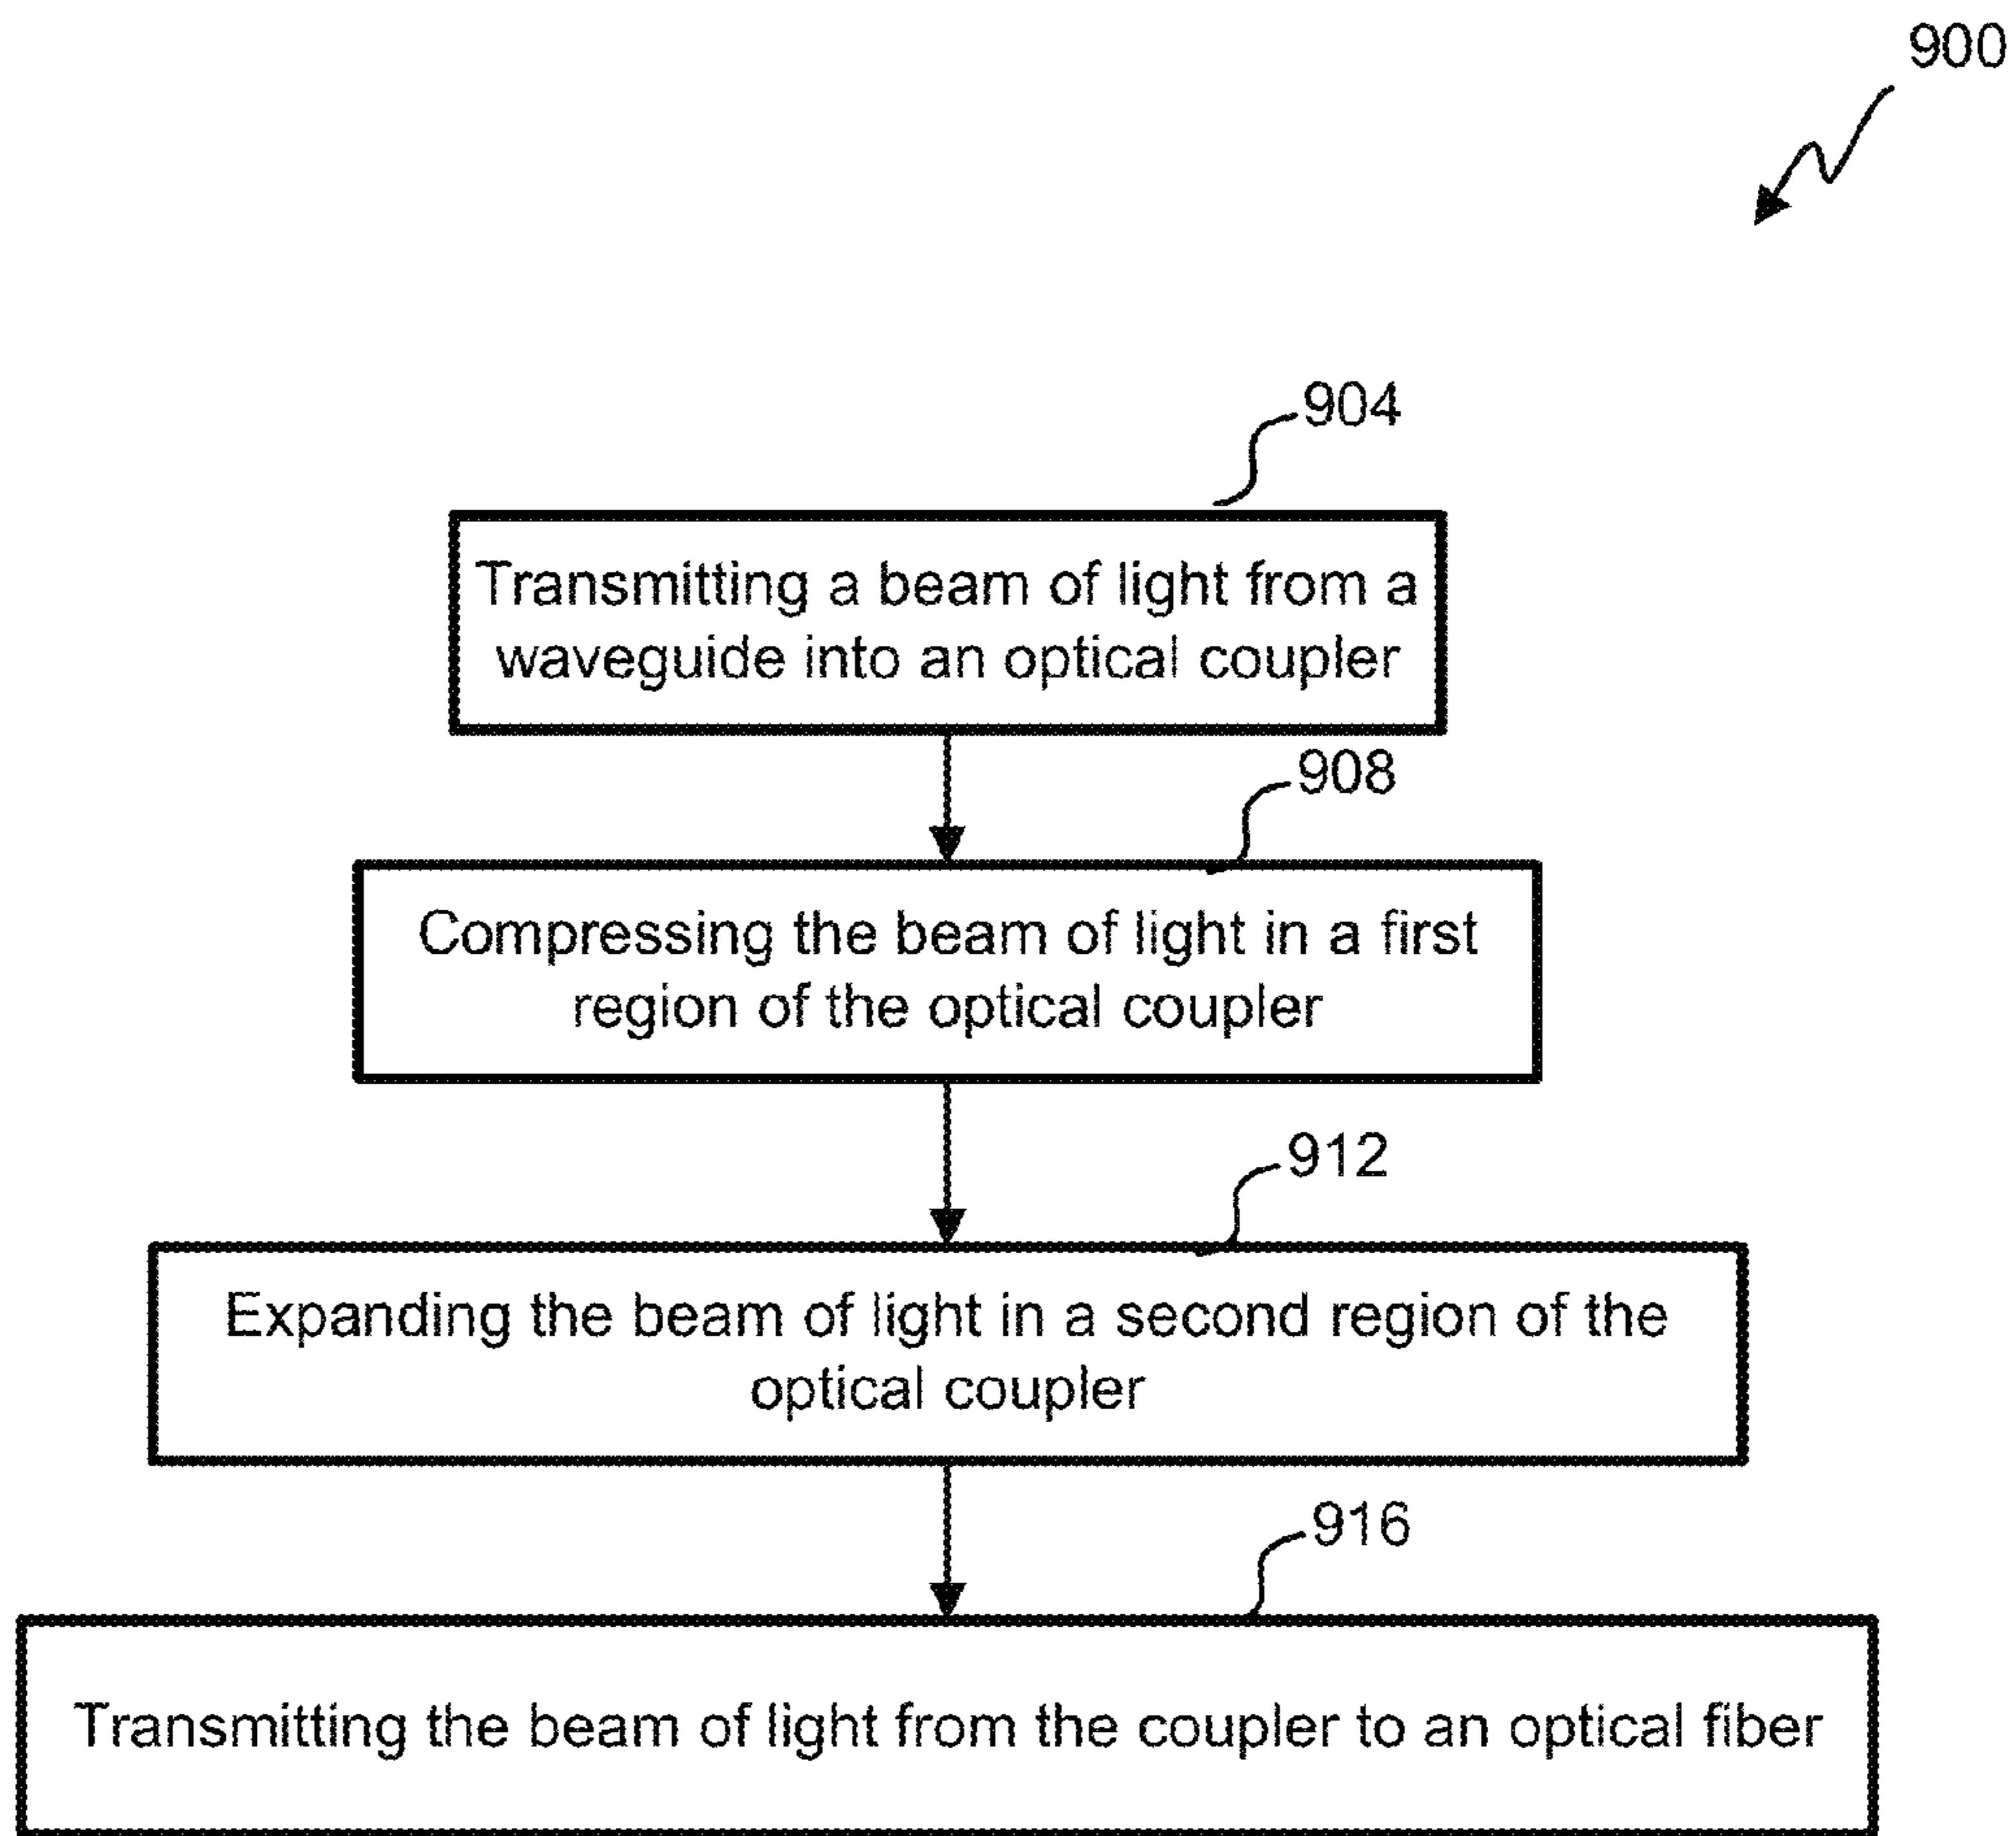 900
904
Transmitting a beam of light from a
waveguide into an optical coupler
908
Compressing the beam of light in a first
region of the optical coupler
912
Expanding the beam of light in a second region of the
optical coupler
916
Transmitting the beam of light from the coupler to an optical fiber